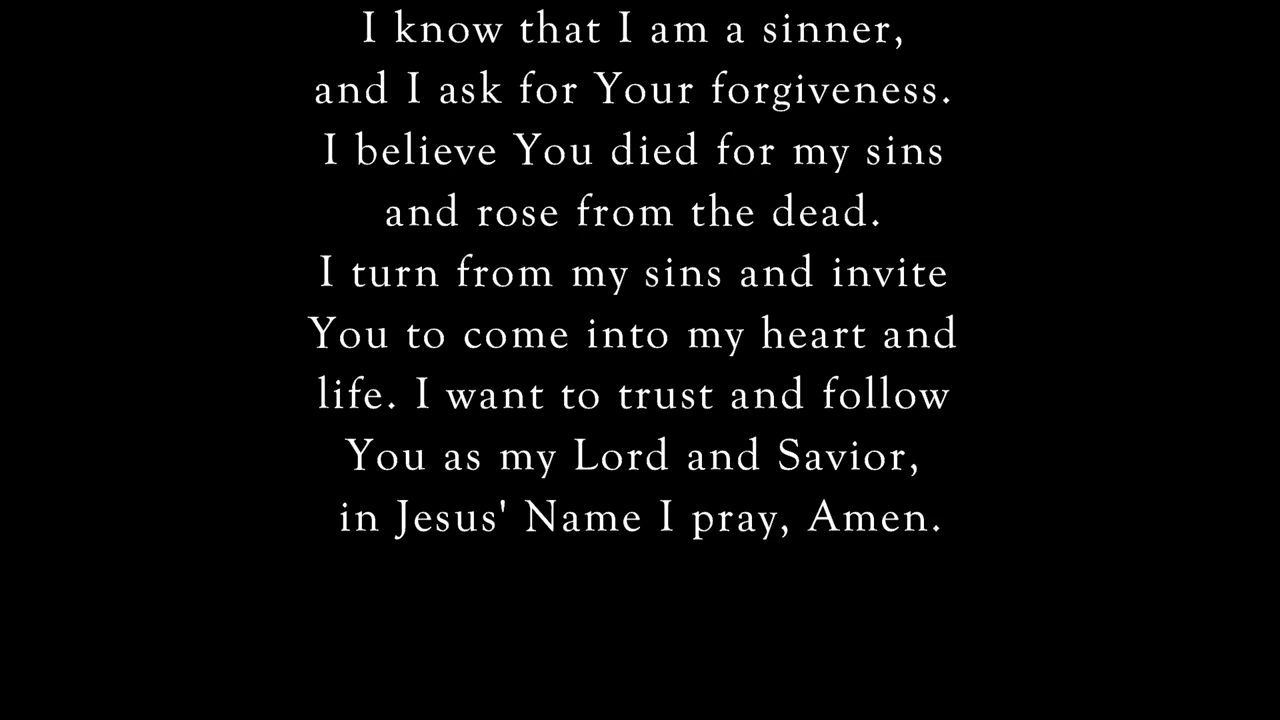 I know that I am a sinner,
and I ask for Your forgiveness.
I believe You died for my sins
and rose from the dead.
I turn from my sins and invite
You to come into my heart and
life. I want to trust and follow
You as my Lord and Savior,
in Jesus' Name I pray, Amen.